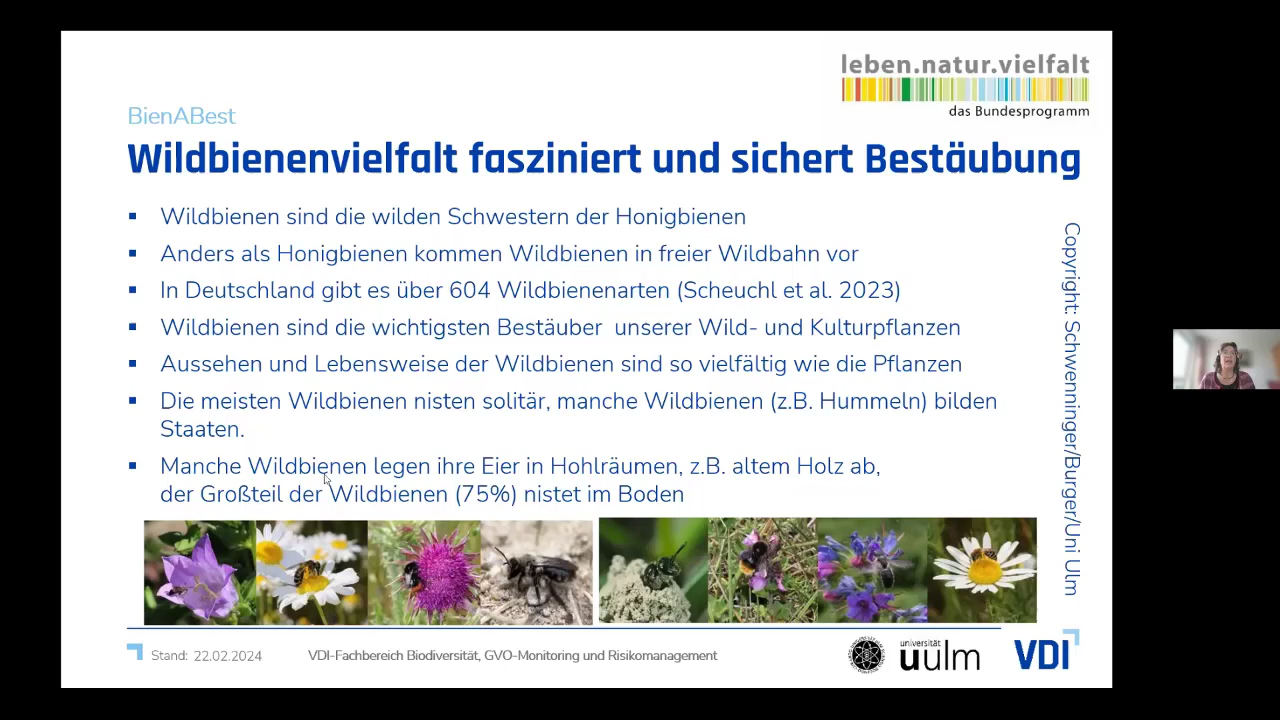 leben.natur.vielfalt
das Bundesprogramm
BienABest
Wildbienenvielfalt fasziniert und sichert Bestäubung
▪ Wildbienen sind die wilden Schwestern der Honigbienen
▪ Anders als Honigbienen kommen Wildbienen in freier Wildbahn vor
▪ In Deutschland gibt es über 604 Wildbienenarten (Scheuchl et al. 2023)
▪ Wildbienen sind die wichtigsten Bestäuber unserer Wild- und Kulturpflanzen
▪ Aussehen und Lebensweise der Wildbienen sind so vielfältig wie die Pflanzen
▪ Die meisten Wildbienen nisten solitär, manche Wildbienen (z.B. Hummeln) bilden
Staaten.
▪ Manche Wildbienen legen ihre Eier in Hohlräumen, z.B. altem Holz ab,
der Großteil der Wildbienen (75%) nistet im Boden
Copyright: Schwenninger/Burger/Uni Ulm
Stand: 22.02.2024
VDI-Fachbereich Biodiversität, GVO-Monitoring und Risikomanagement
universität
uulm
VDI